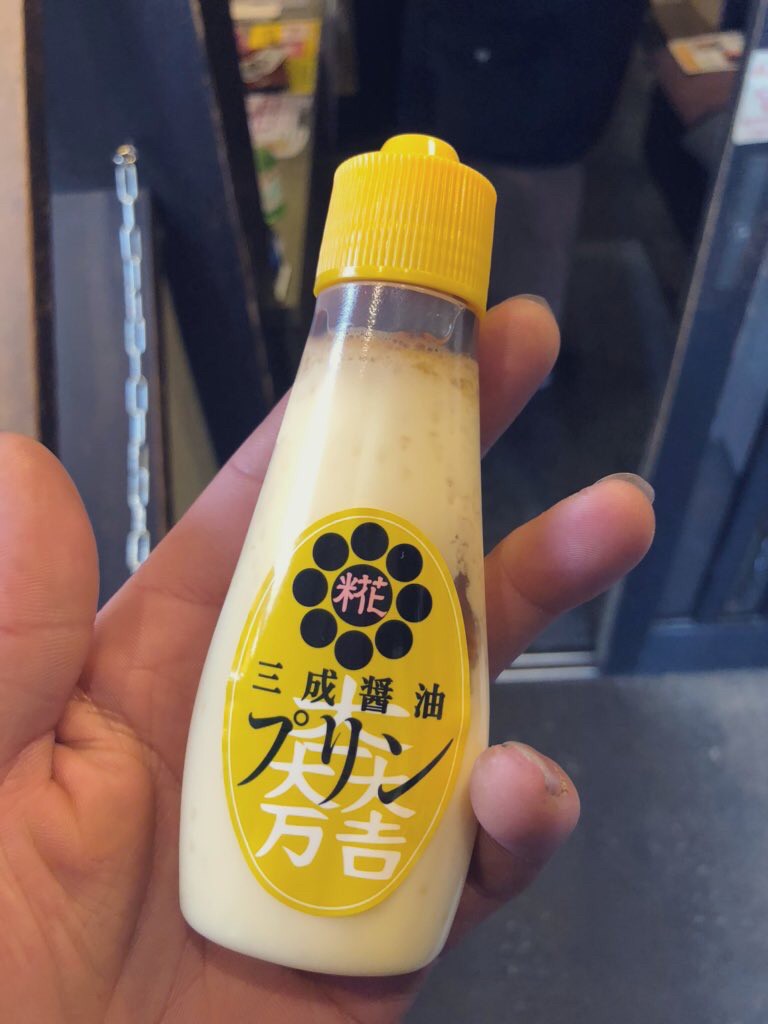 糀
三成醤油
プリン
大一大万大吉